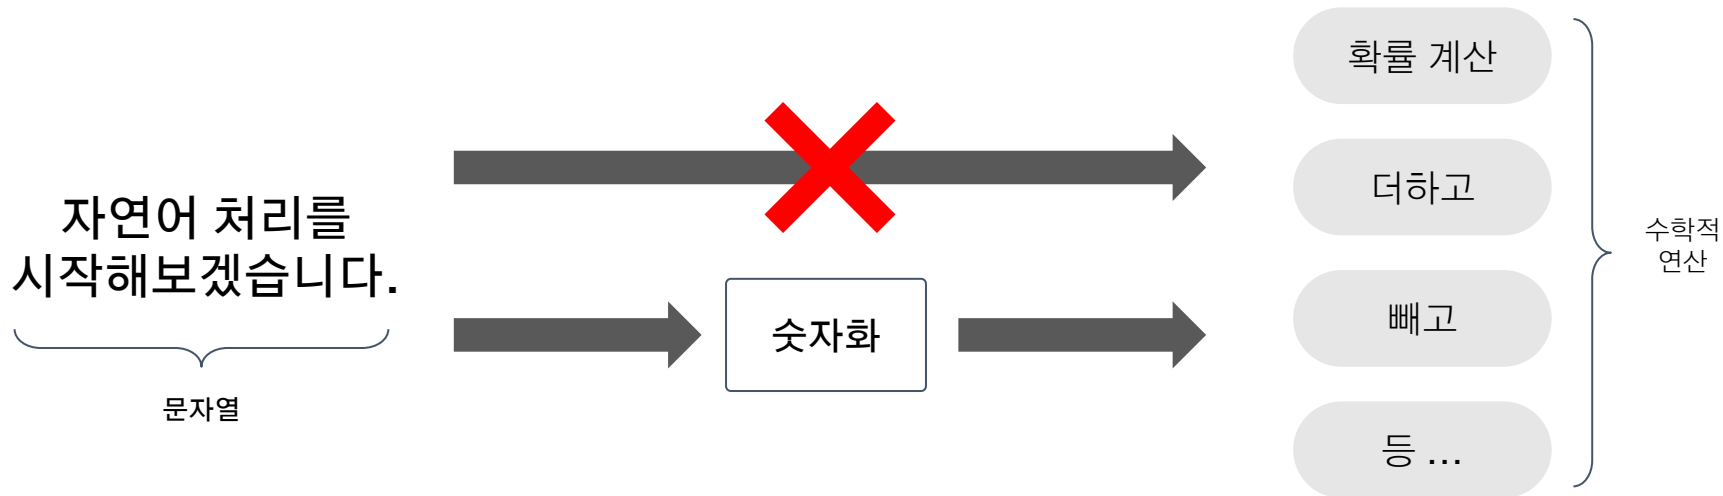 자연어 처리를
시작해보겠습니다.
문자열
숫자화
확률 계산
더하고
빼고
등 ...
수학적
연산